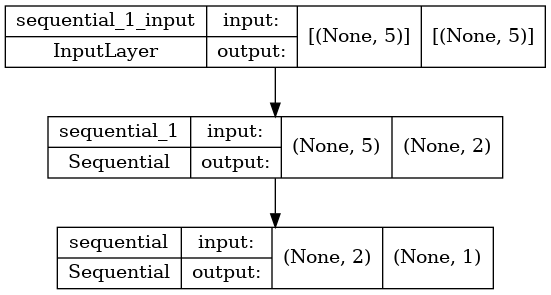 sequential_1_input input: [(None, 5)] [(None, 5)]
InputLayer output:
sequential_1 input: (None, 5) (None, 2)
Sequential output:
sequential input: (None, 2) (None, 1)
Sequential output: